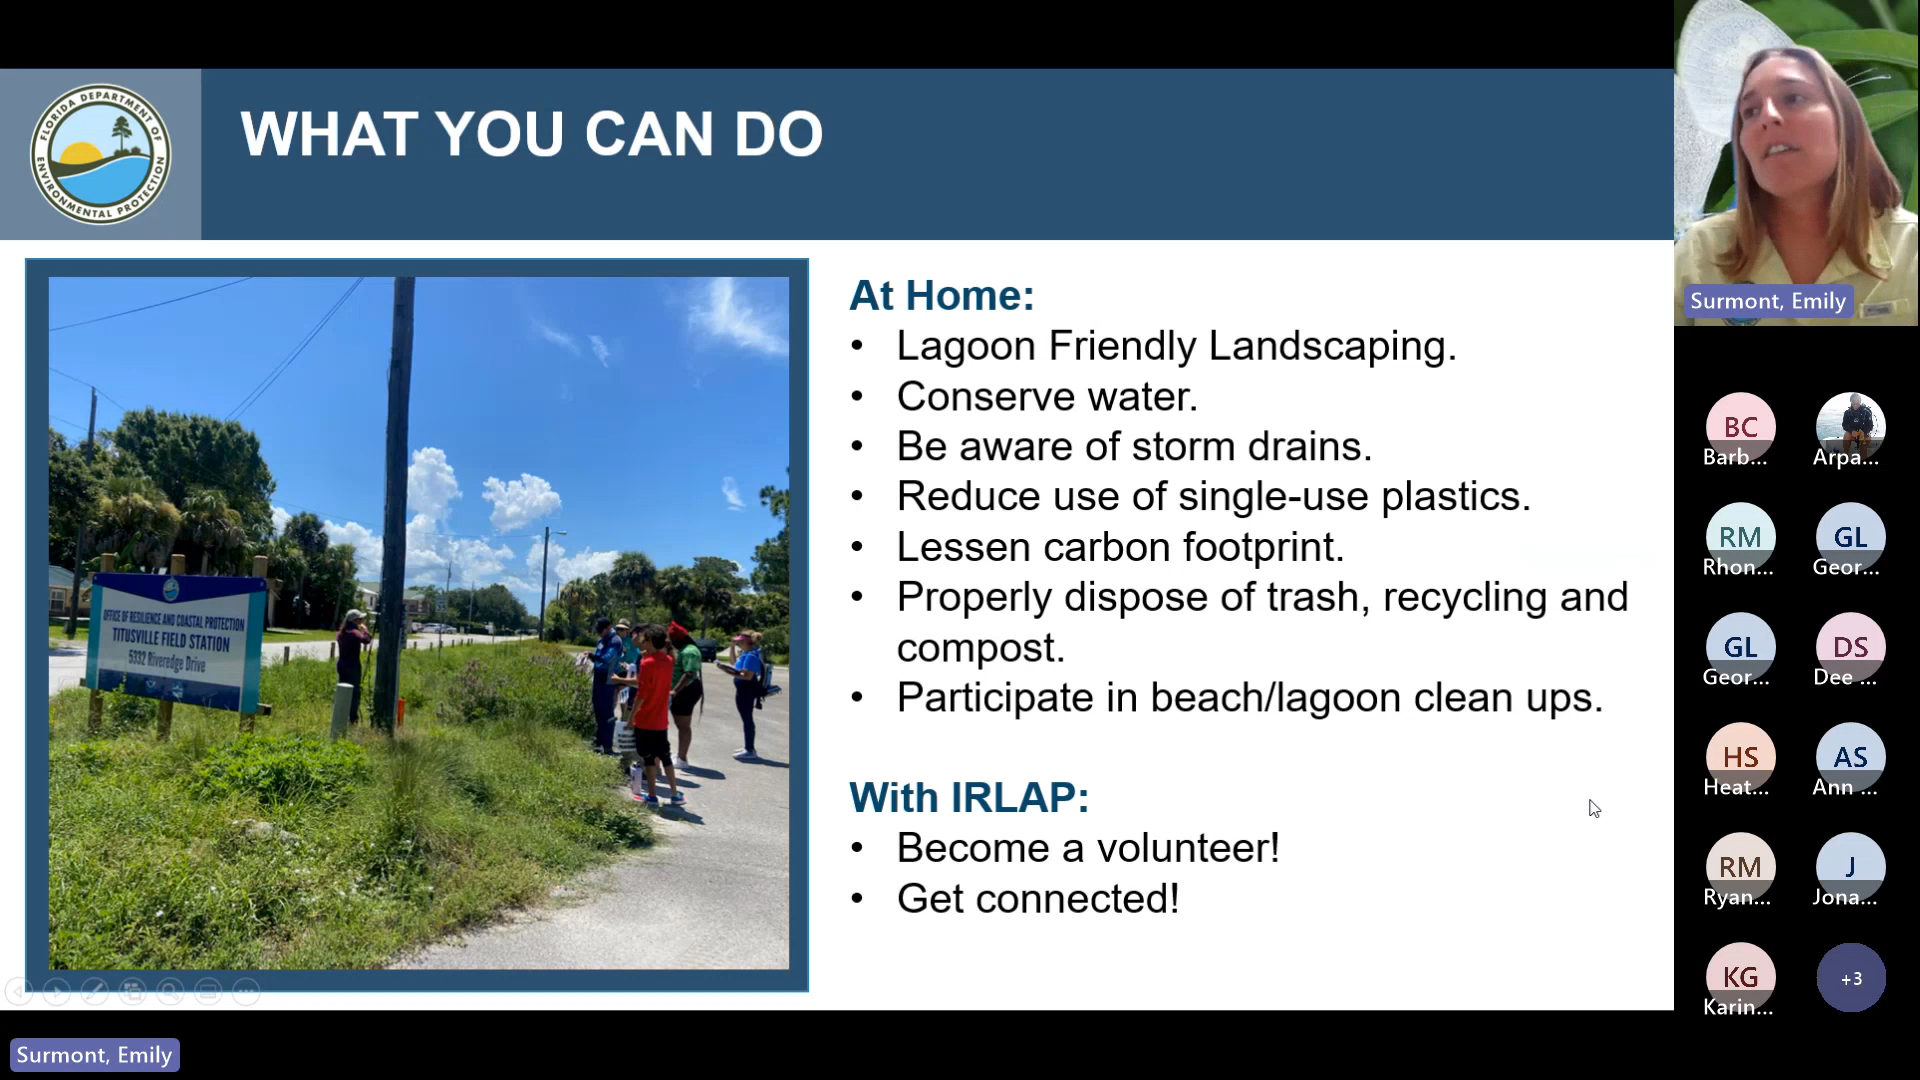 FLORIDA DEPARTMENT OF
ENVIRONMENTAL PROTECTION
WHAT YOU CAN DO
OFFICE OF RESILIENCE AND COASTAL PROTECTION
TITUSVILLE FIELD STATION
5332 Riveredge Drive
At Home:
• Lagoon Friendly Landscaping.
• Conserve water.
• Be aware of storm drains.
• Reduce use of single-use plastics.
• Lessen carbon footprint.
• Properly dispose of trash, recycling and
compost.
• Participate in beach/lagoon clean ups.
With IRLAP:
• Become a volunteer!
• Get connected!
Surmont, Emily
BC
Barb...
Arpa...
RM
Rhon...
GL
Geor...
GL
Geor...
DS
Dee ...
HS
Heat...
AS
Ann ...
RM
Ryan...
J
Jona...
KG
Karin...
+3
Surmont, Emily